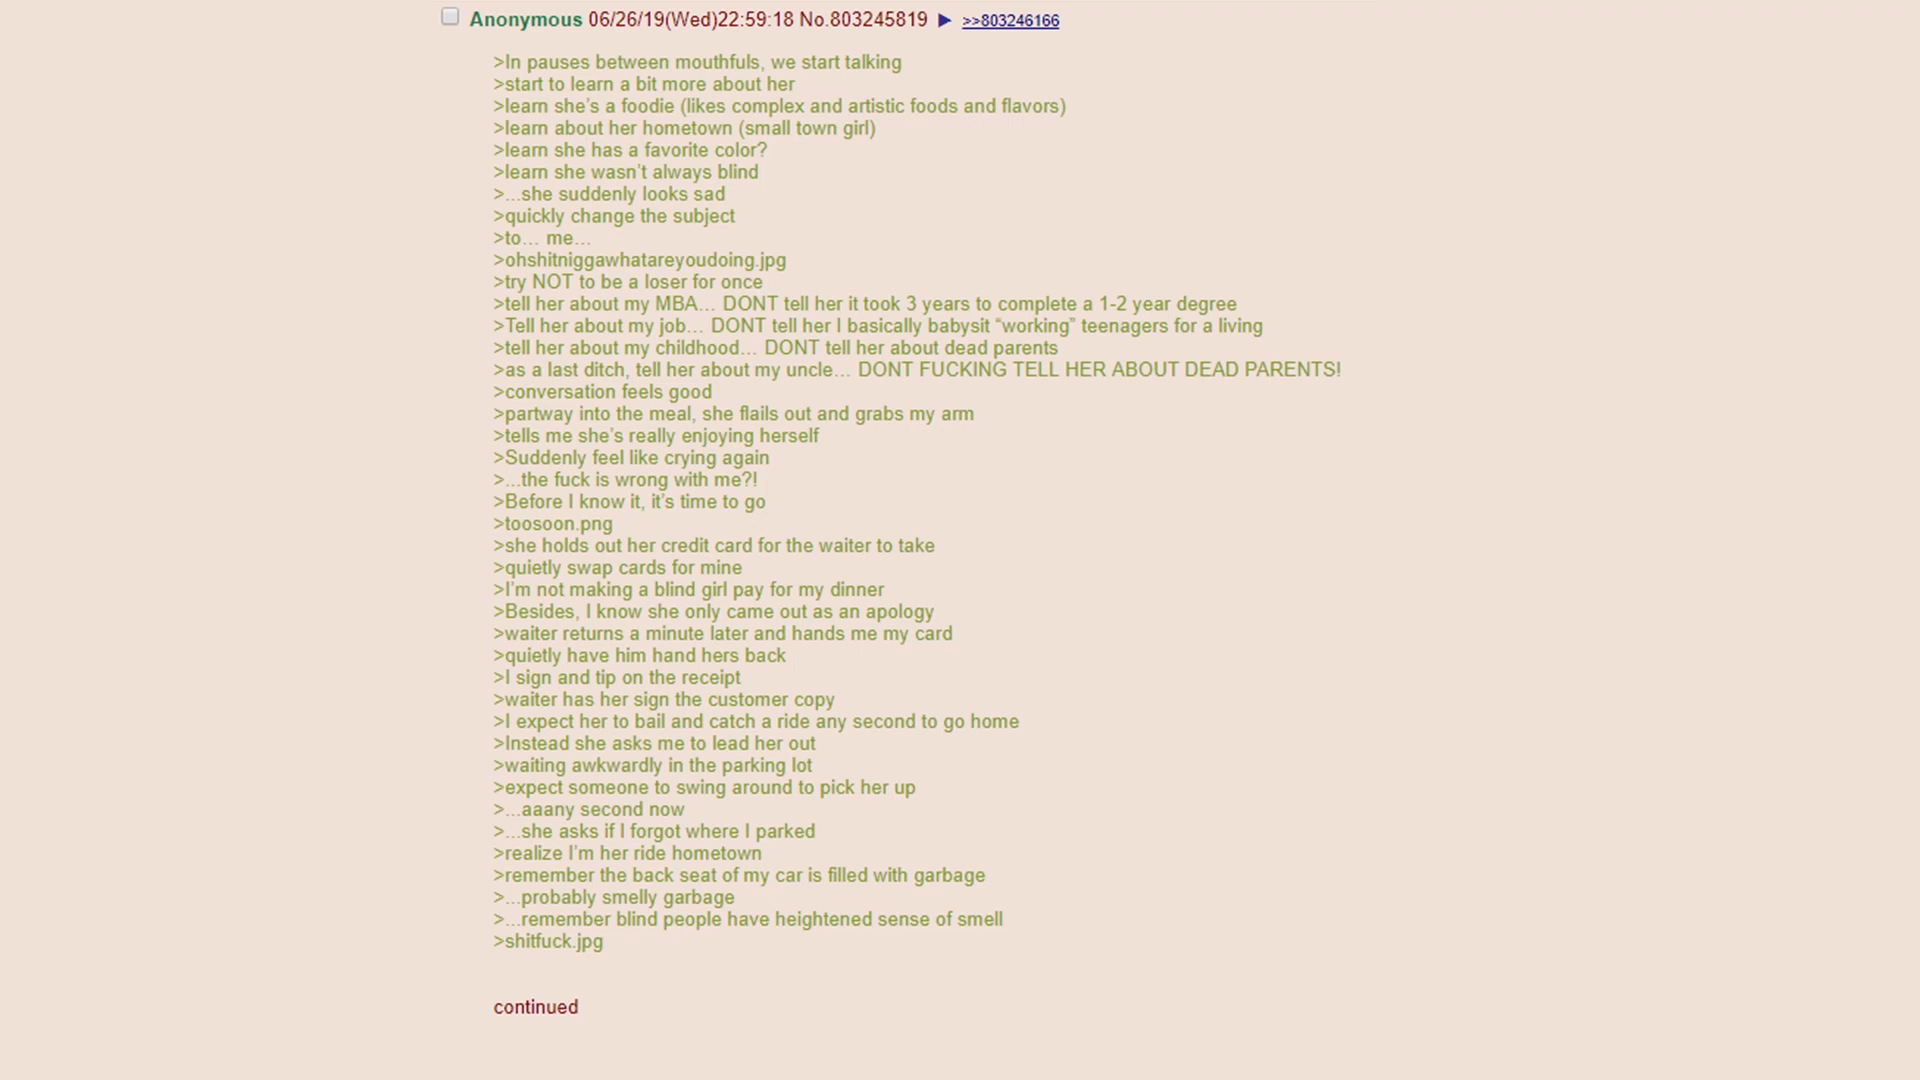 Anonymous 06/26/19(Wed)22:59:18 No.803245819 ▶ >>803246166
>In pauses between mouthfuls, we start talking
>start to learn a bit more about her
>learn she's a foodie (likes complex and artistic foods and flavors)
>learn about her hometown (small town girl)
>learn she has a favorite color?
>learn she wasn't always blind
>...she suddenly looks sad
>quickly change the subject
>to... me...
>ohshitniggawhatareyoudoing.jpg
>try NOT to be a loser for once
>tell her about my MBA... DONT tell her it took 3 years to complete a 1-2 year degree
>Tell her about my job... DONT tell her I basically babysit “working” teenagers for a living
>tell her about my childhood... DONT tell her about dead parents
>as a last ditch, tell her about my uncle... DONT FUCKING TELL HER ABOUT DEAD PARENTS!
>conversation feels good
>partway into the meal, she flails out and grabs my arm
>tells me she's really enjoying herself
>Suddenly feel like crying again
>...the fuck is wrong with me?!
>Before I know it, it's time to go
>toosoon.png
>she holds out her credit card for the waiter to take
>quietly swap cards for mine
>I'm not making a blind girl pay for my dinner
>Besides, I know she only came out as an apology
>waiter returns a minute later and hands me my card
>quietly have him hand hers back
>I sign and tip on the receipt
>waiter has her sign the customer copy
>I expect her to bail and catch a ride any second to go home
>Instead she asks me to lead her out
>waiting awkwardly in the parking lot
>expect someone to swing around to pick her up
>...aaany second now
>...she asks if I forgot where I parked
>realize I'm her ride hometown
>remember the back seat of my car is filled with garbage
>...probably smelly garbage
>...remember blind people have heightened sense of smell
>shitfuck.jpg
continued